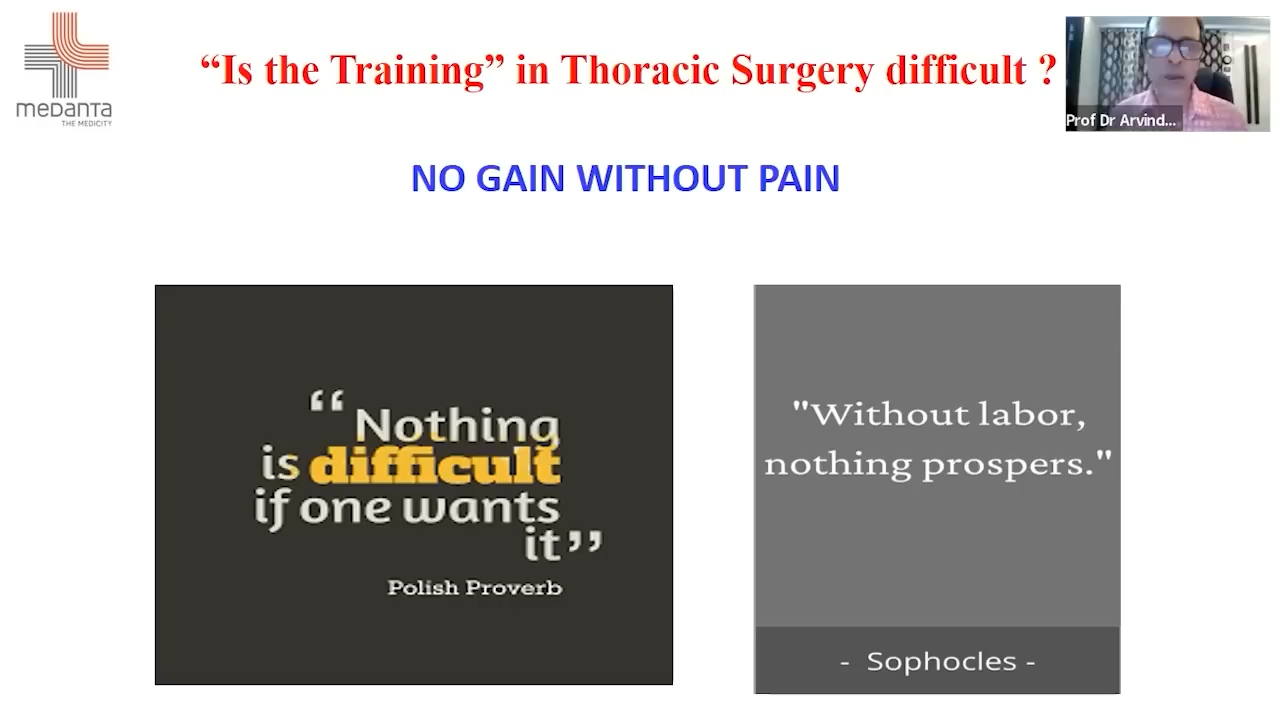 meDANTA
THE MEDICITY
“Is the Training” in Thoracic Surgery difficult ?
Prof Dr Arvind...
NO GAIN WITHOUT PAIN
“Nothing
is difficult
if one wants
it”
Polish Proverb
"Without labor,
nothing prospers."
- Sophocles -